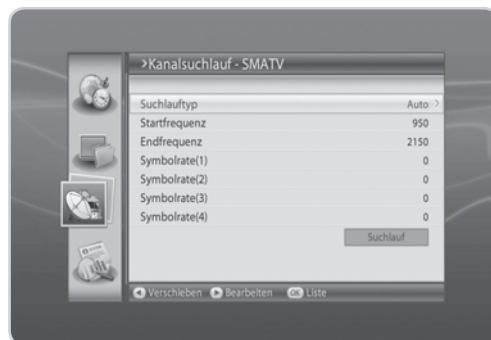 >Kanalsuchlauf - SMATV
Suchlauftyp Auto >
Startfrequenz 950
Endfrequenz 2150
Symbolrate(1) 0
Symbolrate(2) 0
Symbolrate(3) 0
Symbolrate(4) 0
Suchlauf
Verschieben Bearbeiten OK Liste